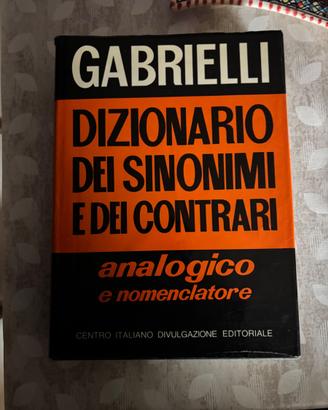 GABRIELLI
DIZIONARIO
DEI SINONIMI
E DEI CONTRARI
analogico
e nomenclatore
CENTRO ITALIANO DIVULGAZIONE EDITORIALE